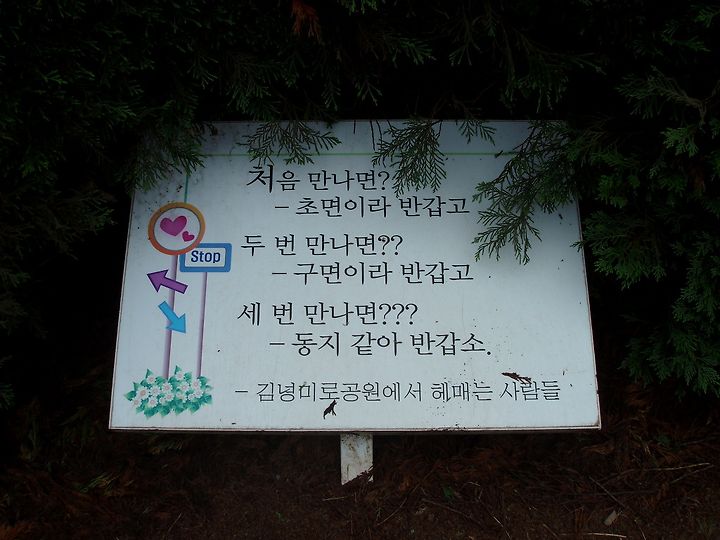 처음 만나면?
- 초면이라 반갑고
Stop
두 번 만나면??
- 구면이라 반갑고
세 번 만나면???
- 동지 같아 반갑소.
- 김녕미로공원에서 헤매는 사람들